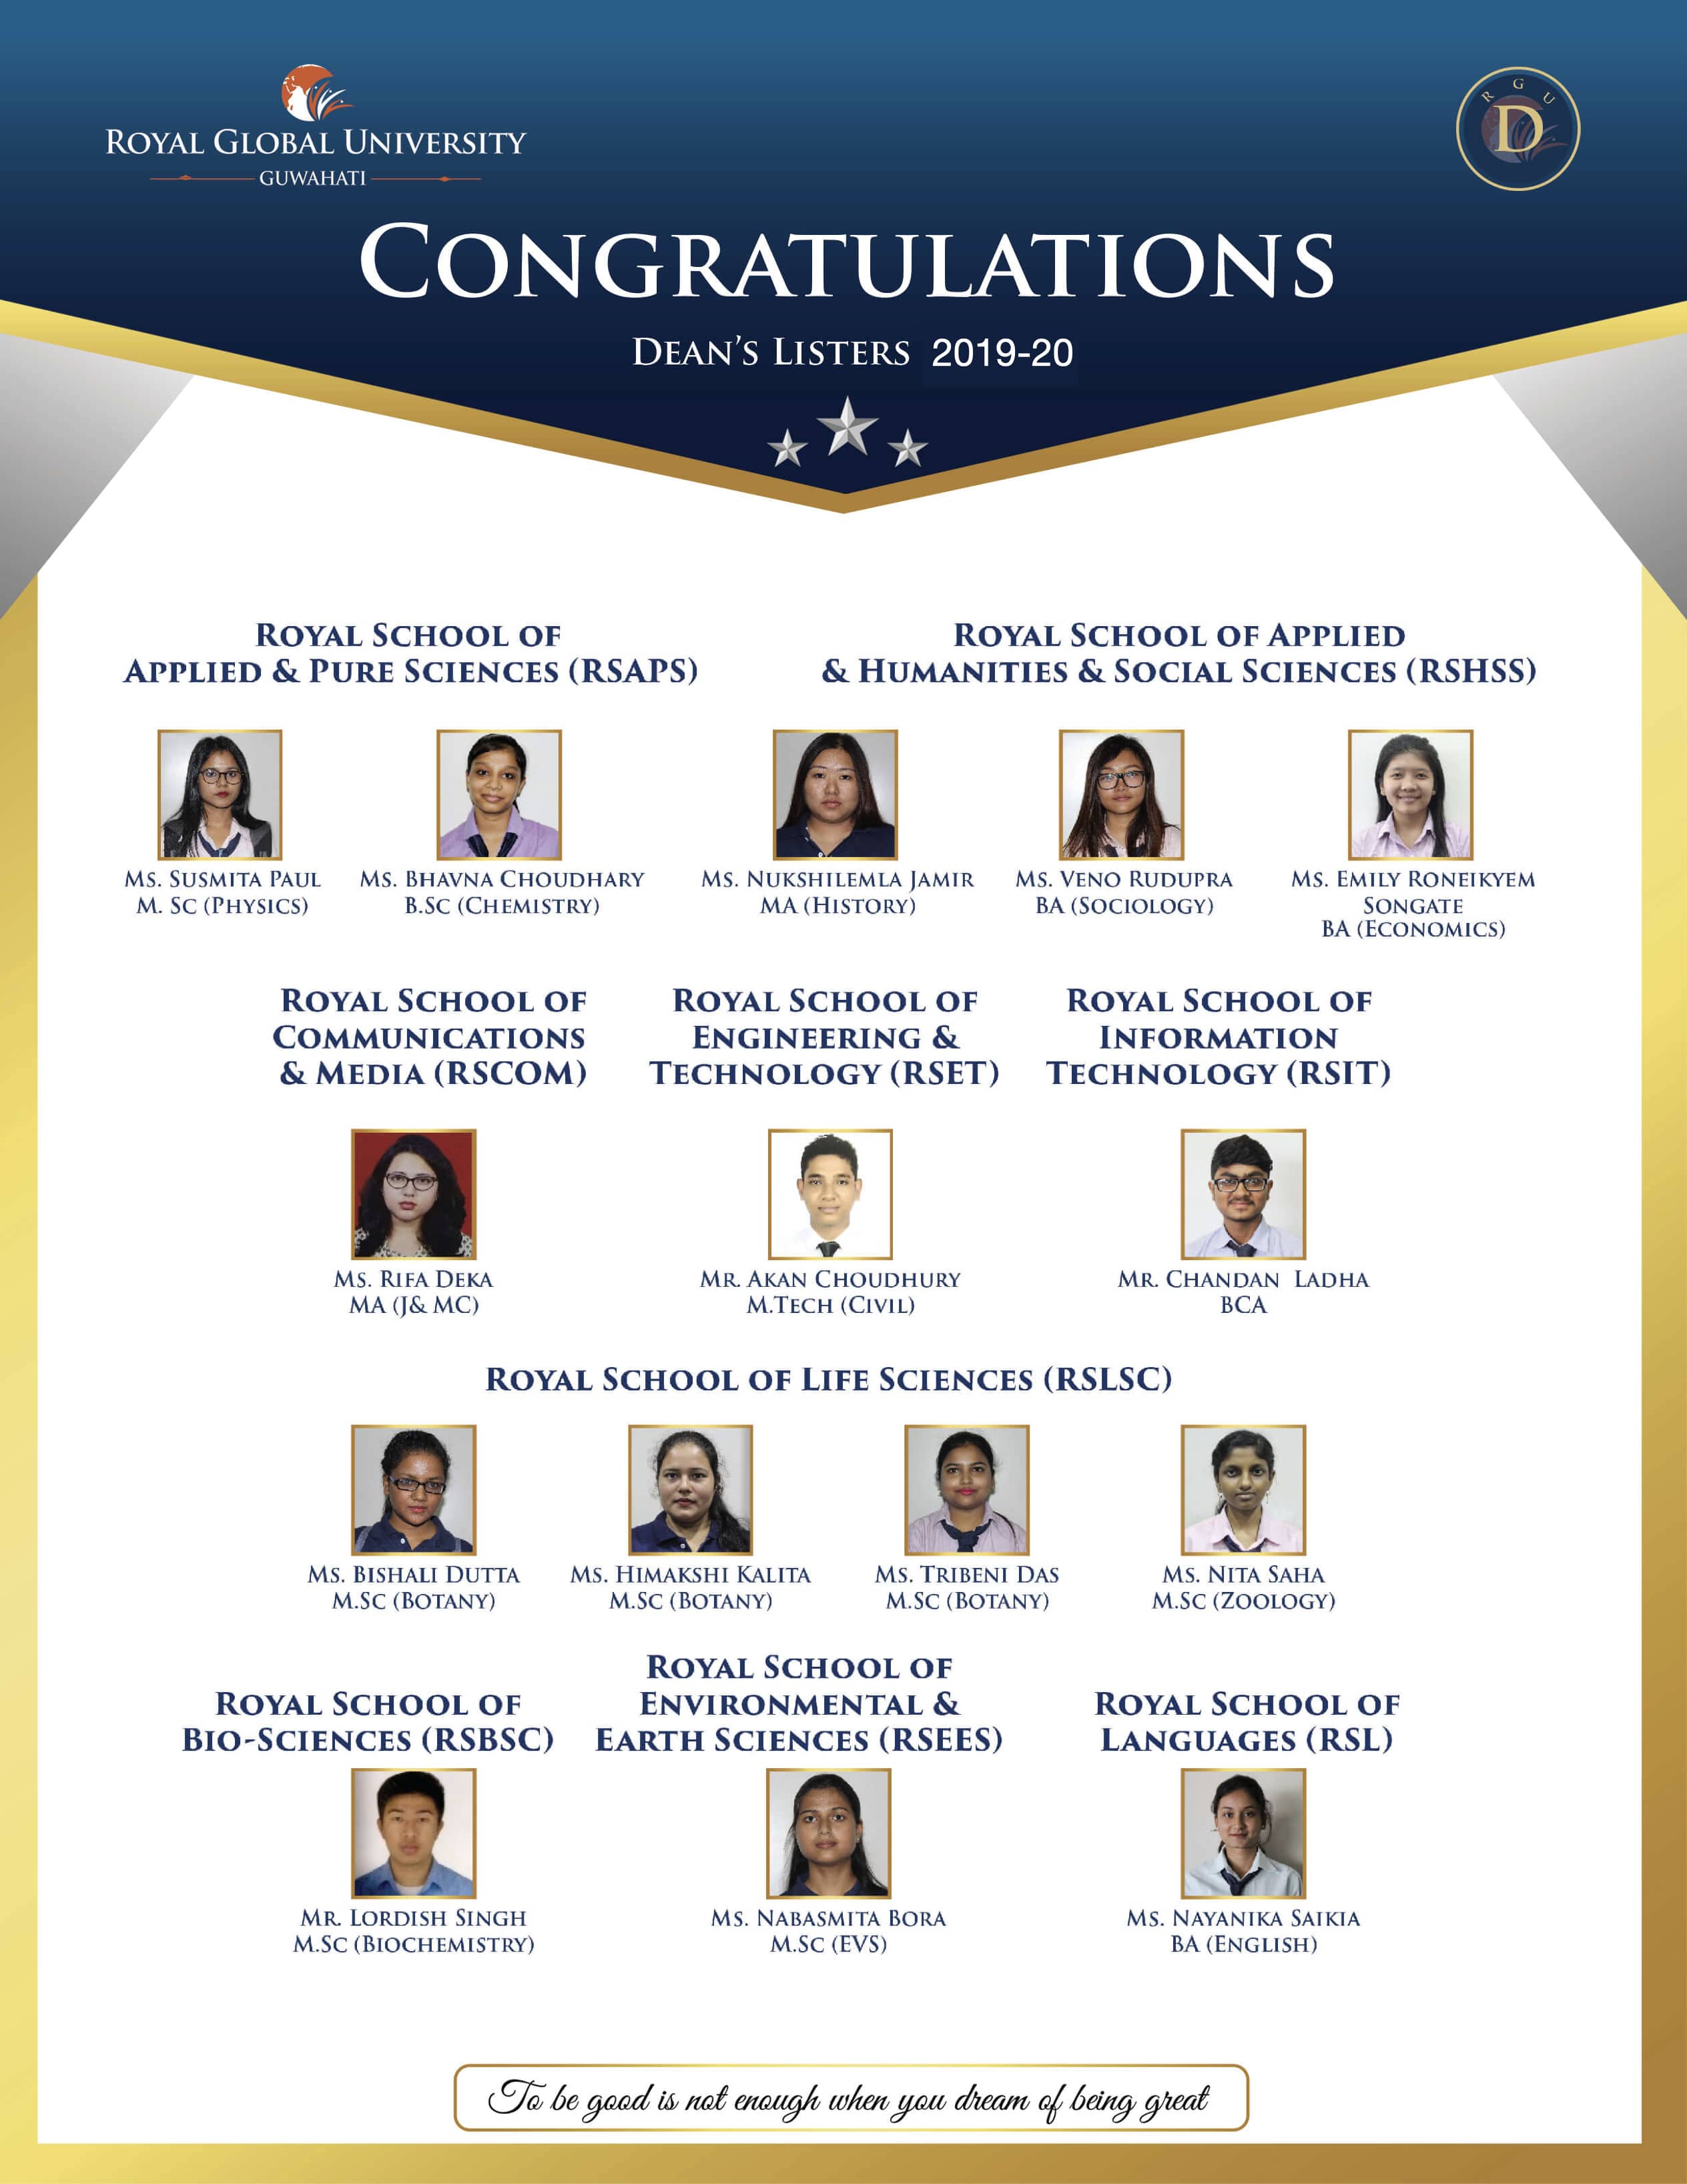 ROYAL GLOBAL UNIVERSITY
GUWAHATI
R G U
D
CONGRATULATIONS
DEAN'S LISTERS 2019-20
ROYAL SCHOOL OF
APPLIED & PURE SCIENCES (RSAPS)
ROYAL SCHOOL OF APPLIED
& HUMANITIES & SOCIAL SCIENCES (RSHSS)
MS. SUSMITA PAUL
M. SC (PHYSICS)
MS. BHAVNA CHOUDHARY
B.SC (CHEMISTRY)
MS. NUKSHILEMLA JAMIR
MA (HISTORY)
MS. VENO RUDUPRA
BA (SOCIOLOGY)
MS. EMILY RONEIKYEM
SONGATE
BA (ECONOMICS)
ROYAL SCHOOL OF
COMMUNICATIONS
& MEDIA (RSCOM)
ROYAL SCHOOL OF
ENGINEERING &
TECHNOLOGY (RSET)
ROYAL SCHOOL OF
INFORMATION
TECHNOLOGY (RSIT)
MS. RIFA DEKA
MA (J& MC)
MR. AKAN CHOUDHURY
M.TECH (CIVIL)
MR. CHANDAN LADHA
BCA
ROYAL SCHOOL OF LIFE SCIENCES (RSLSC)
MS. BISHALI DUTTA
M.SC (BOTANY)
MS. HIMAKSHI KALITA
M.SC (BOTANY)
MS. TRIBENI DAS
M.SC (BOTANY)
MS. NITA SAHA
M.SC (ZOOLOGY)
ROYAL SCHOOL OF
BIO-SCIENCES (RSBSC)
ROYAL SCHOOL OF
ENVIRONMENTAL &
EARTH SCIENCES (RSEES)
ROYAL SCHOOL OF
LANGUAGES (RSL)
MR. LORDISH SINGH
M.SC (BIOCHEMISTRY)
MS. NABASMITA BORA
M.SC (EVS)
MS. NAYANIKA SAIKIA
BA (ENGLISH)
To be good is not enough when you dream of being great